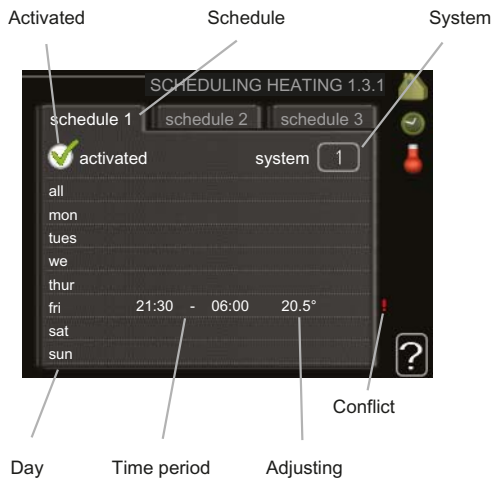 Activated Schedule System
SCHEDULING HEATING 1.3.1
schedule 1 schedule 2 schedule 3
activated system 1
all
mon
tues
we
thur
fri 21:30 - 06:00 20.5° !
sat
sun
?
Conflict
Day Time period Adjusting